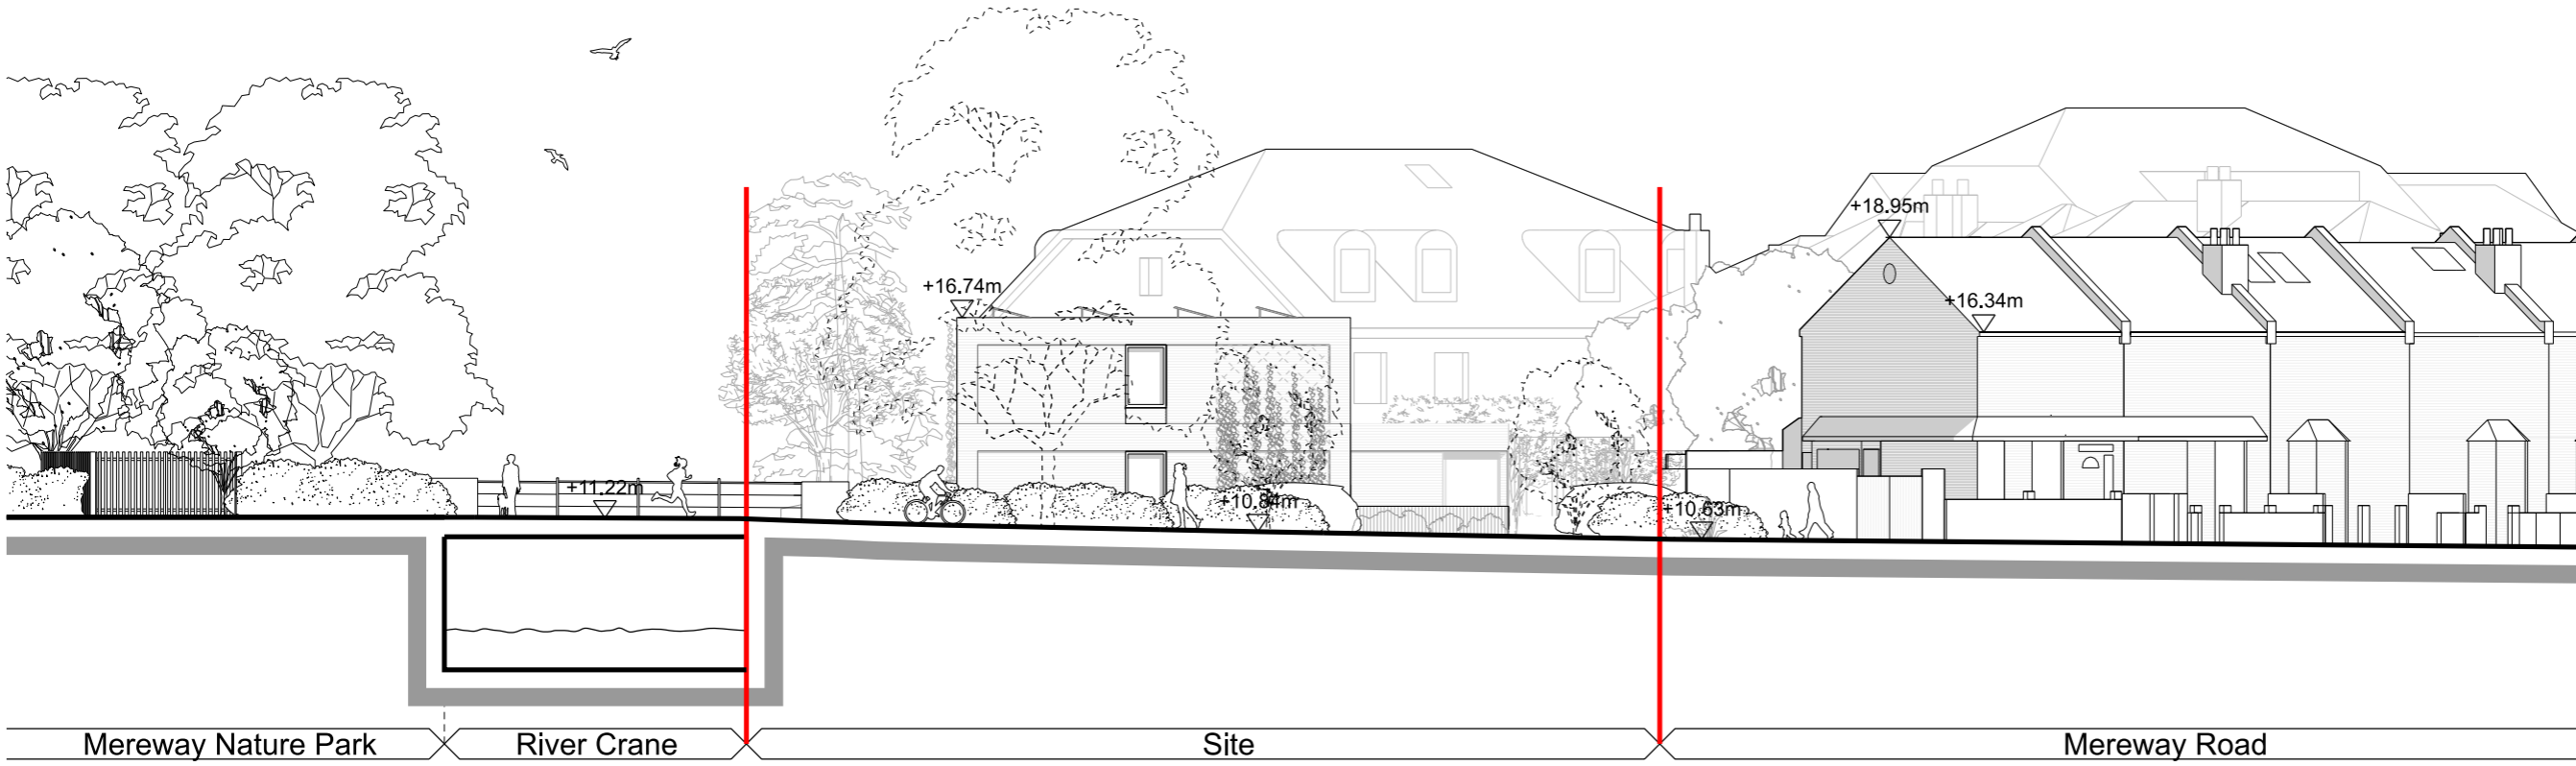 +18.95m
+16.74m
+16.34m
+11.22m
+10.84m
+10.63m
Mereway Nature Park
River Crane
Site
Mereway Road